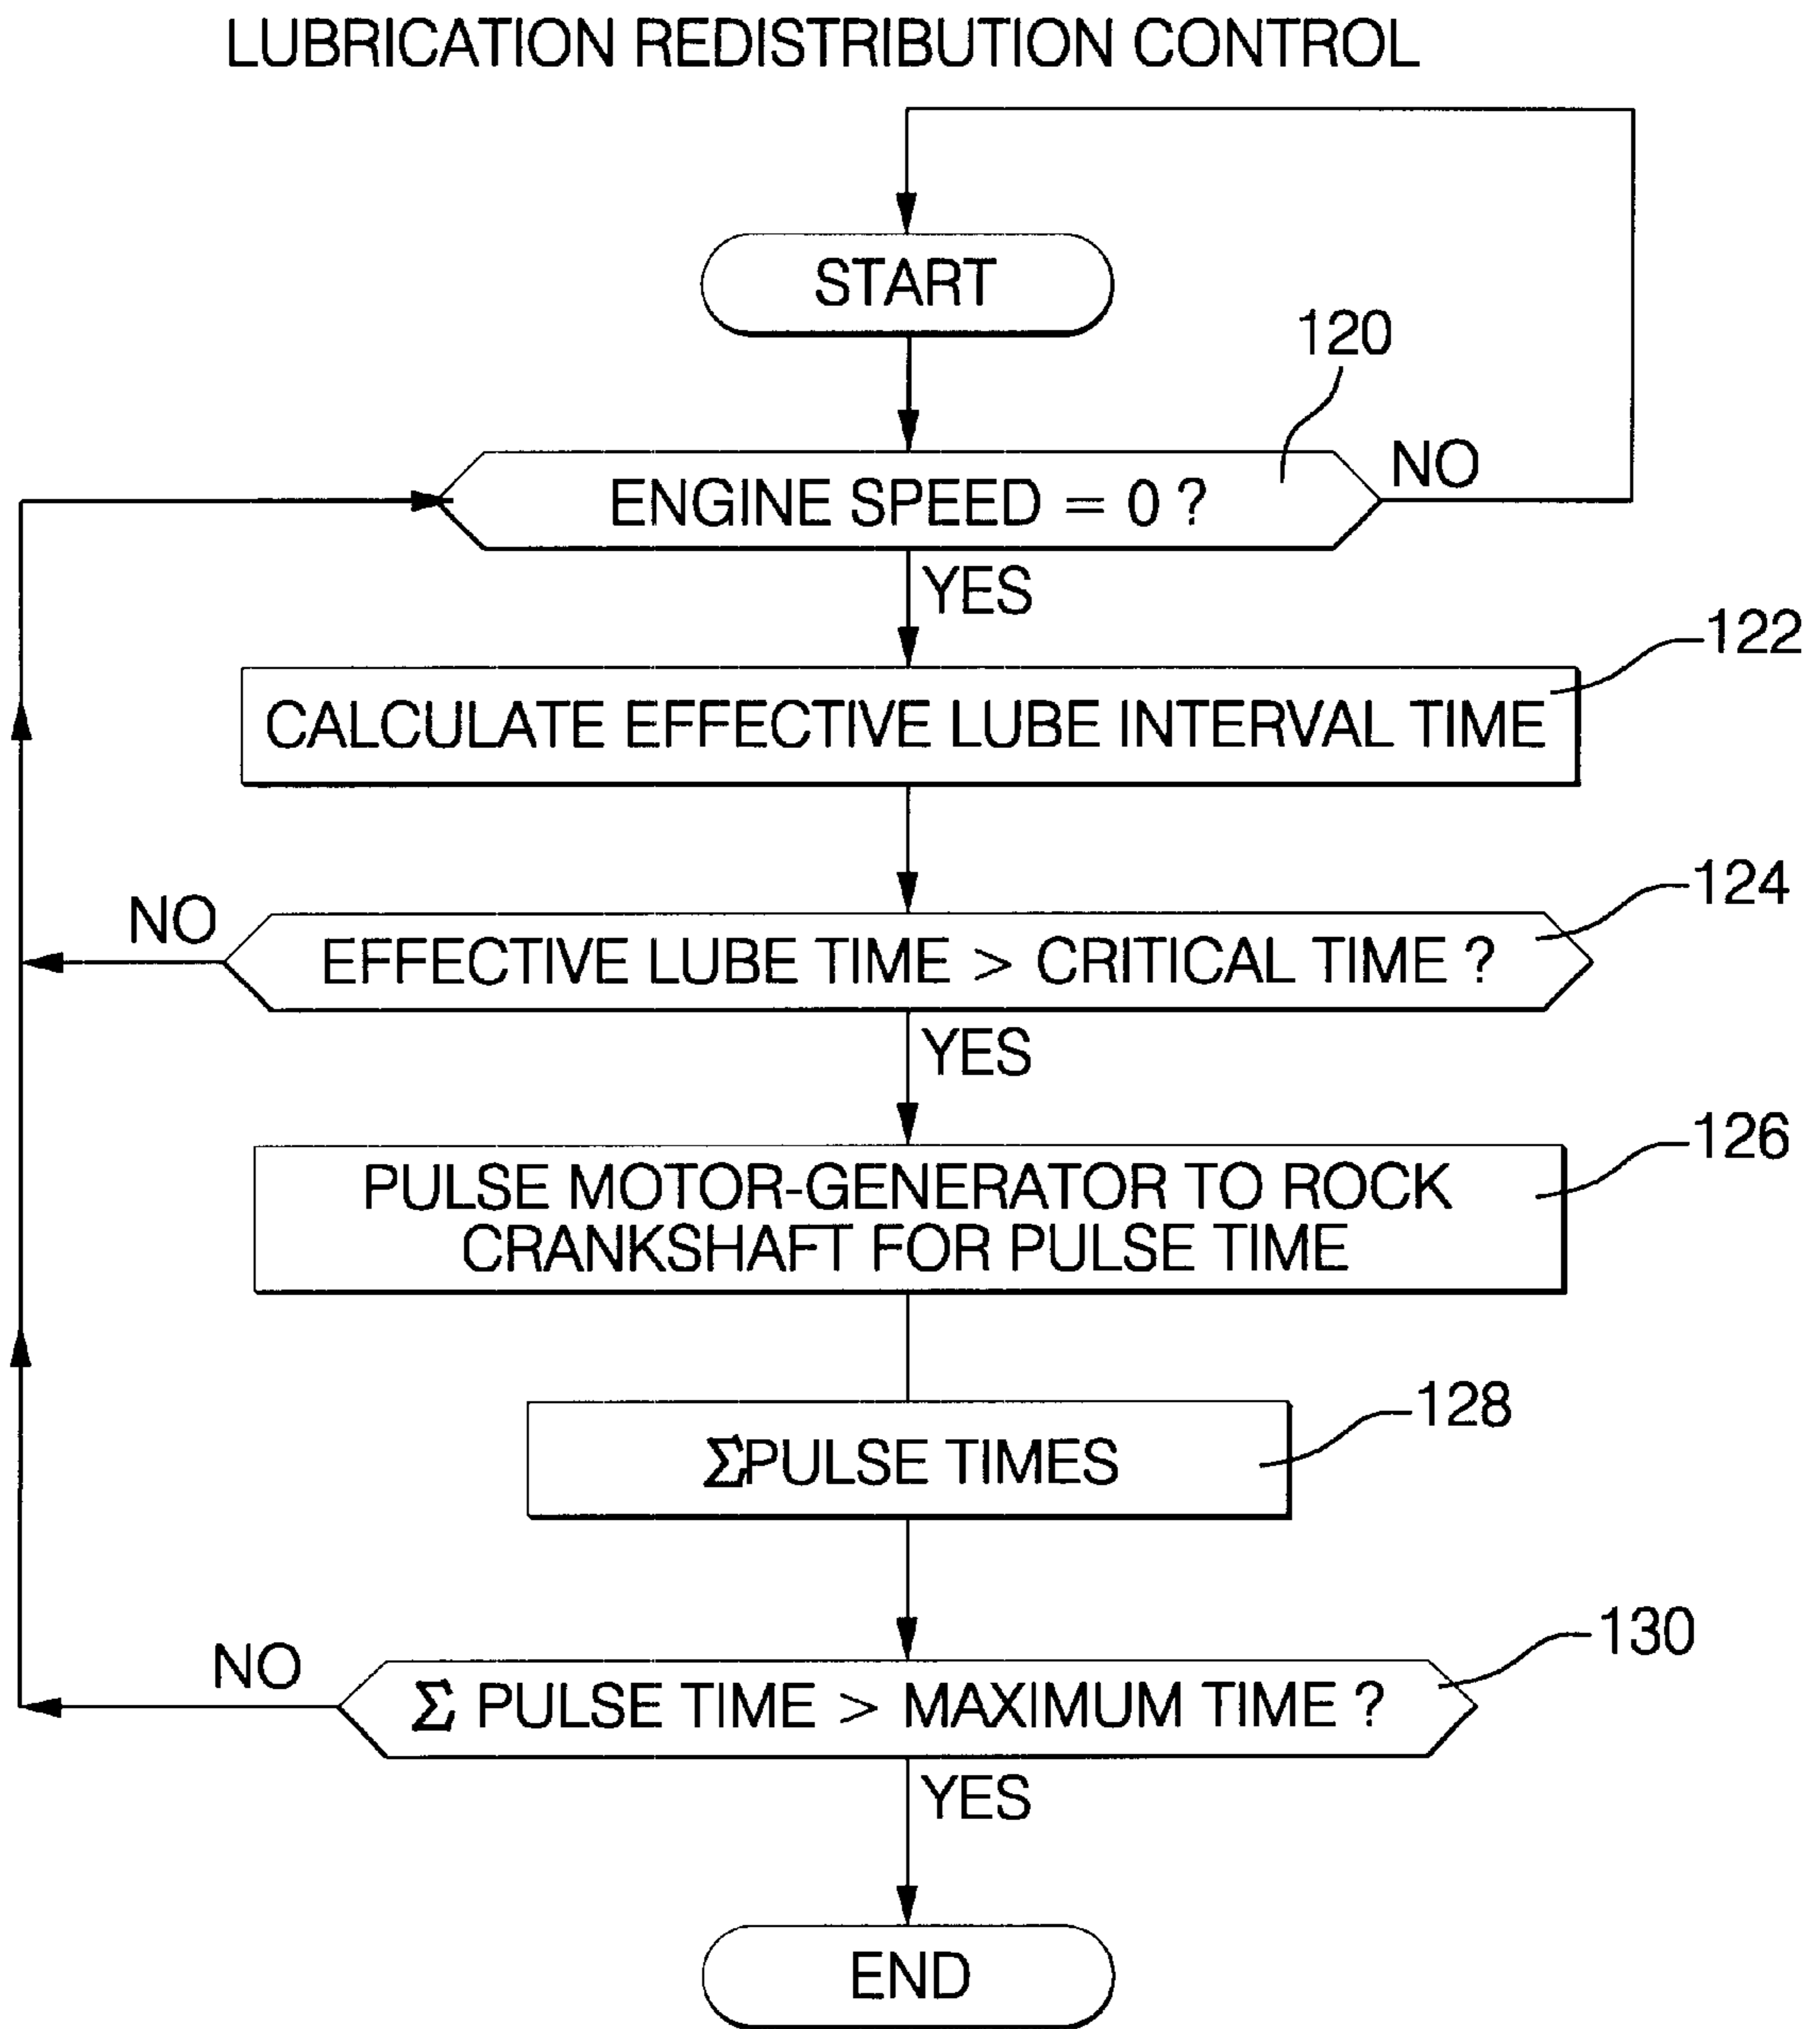 LUBRICATION REDISTRIBUTION CONTROL
START
120
ENGINE SPEED = 0 ?
NO
YES
122
CALCULATE EFFECTIVE LUBE INTERVAL TIME
124
NO
EFFECTIVE LUBE TIME > CRITICAL TIME ?
YES
126
PULSE MOTOR-GENERATOR TO ROCK
CRANKSHAFT FOR PULSE TIME
128
ΣPULSE TIMES
130
NO
Σ PULSE TIME > MAXIMUM TIME ?
YES
END